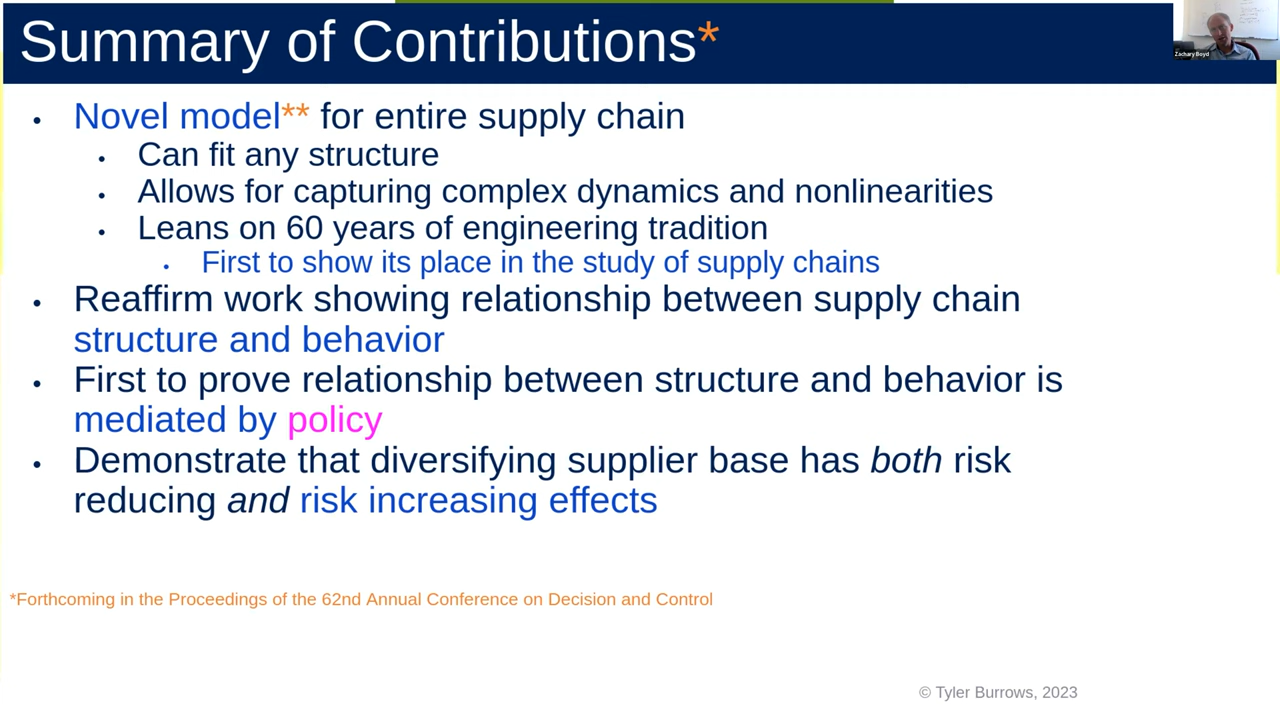 Summary of Contributions*
Zachary Boyd
• Novel model** for entire supply chain
• Can fit any structure
• Allows for capturing complex dynamics and nonlinearities
• Leans on 60 years of engineering tradition
• First to show its place in the study of supply chains
• Reaffirm work showing relationship between supply chain
structure and behavior
• First to prove relationship between structure and behavior is
mediated by policy
• Demonstrate that diversifying supplier base has both risk
reducing and risk increasing effects
*Forthcoming in the Proceedings of the 62nd Annual Conference on Decision and Control
© Tyler Burrows, 2023